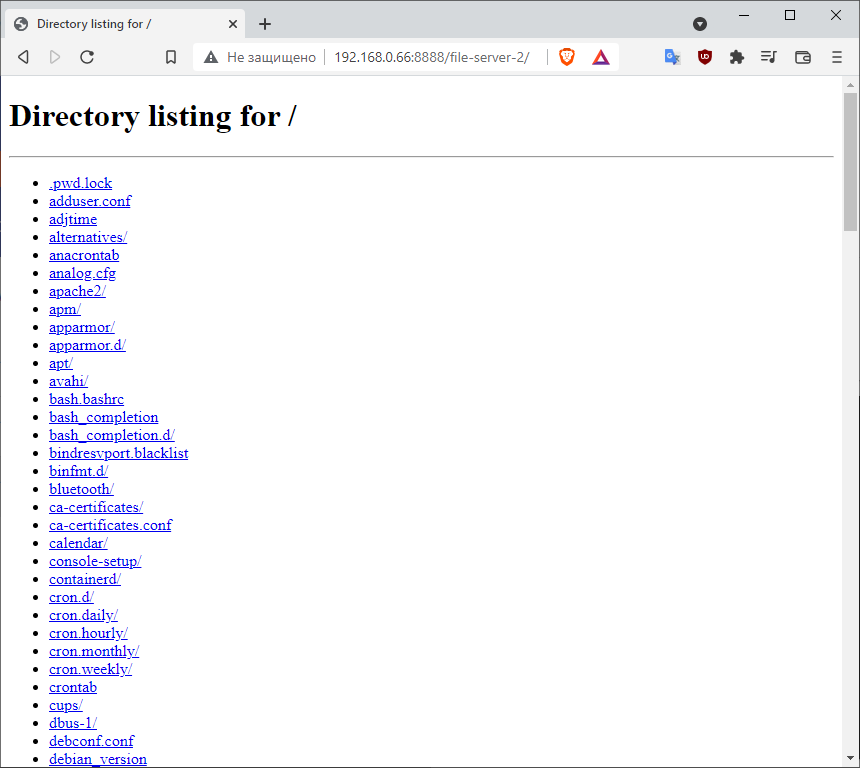 Directory listing for /
Не защищено 192.168.0.66:8888/file-server-2/
Directory listing for /
.pwd.lock
adduser.conf
adjtime
alternatives/
anacrontab
analog.cfg
apache2/
apm/
apparmor/
apparmor.d/
apt/
avahi/
bash.bashrc
bash_completion
bash_completion.d/
bindresvport.blacklist
binfmt.d/
bluetooth/
ca-certificates/
ca-certificates.conf
calendar/
console-setup/
containerd/
cron.d/
cron.daily/
cron.hourly/
cron.monthly/
cron.weekly/
crontab
cups/
dbus-1/
debconf.conf
debian_version